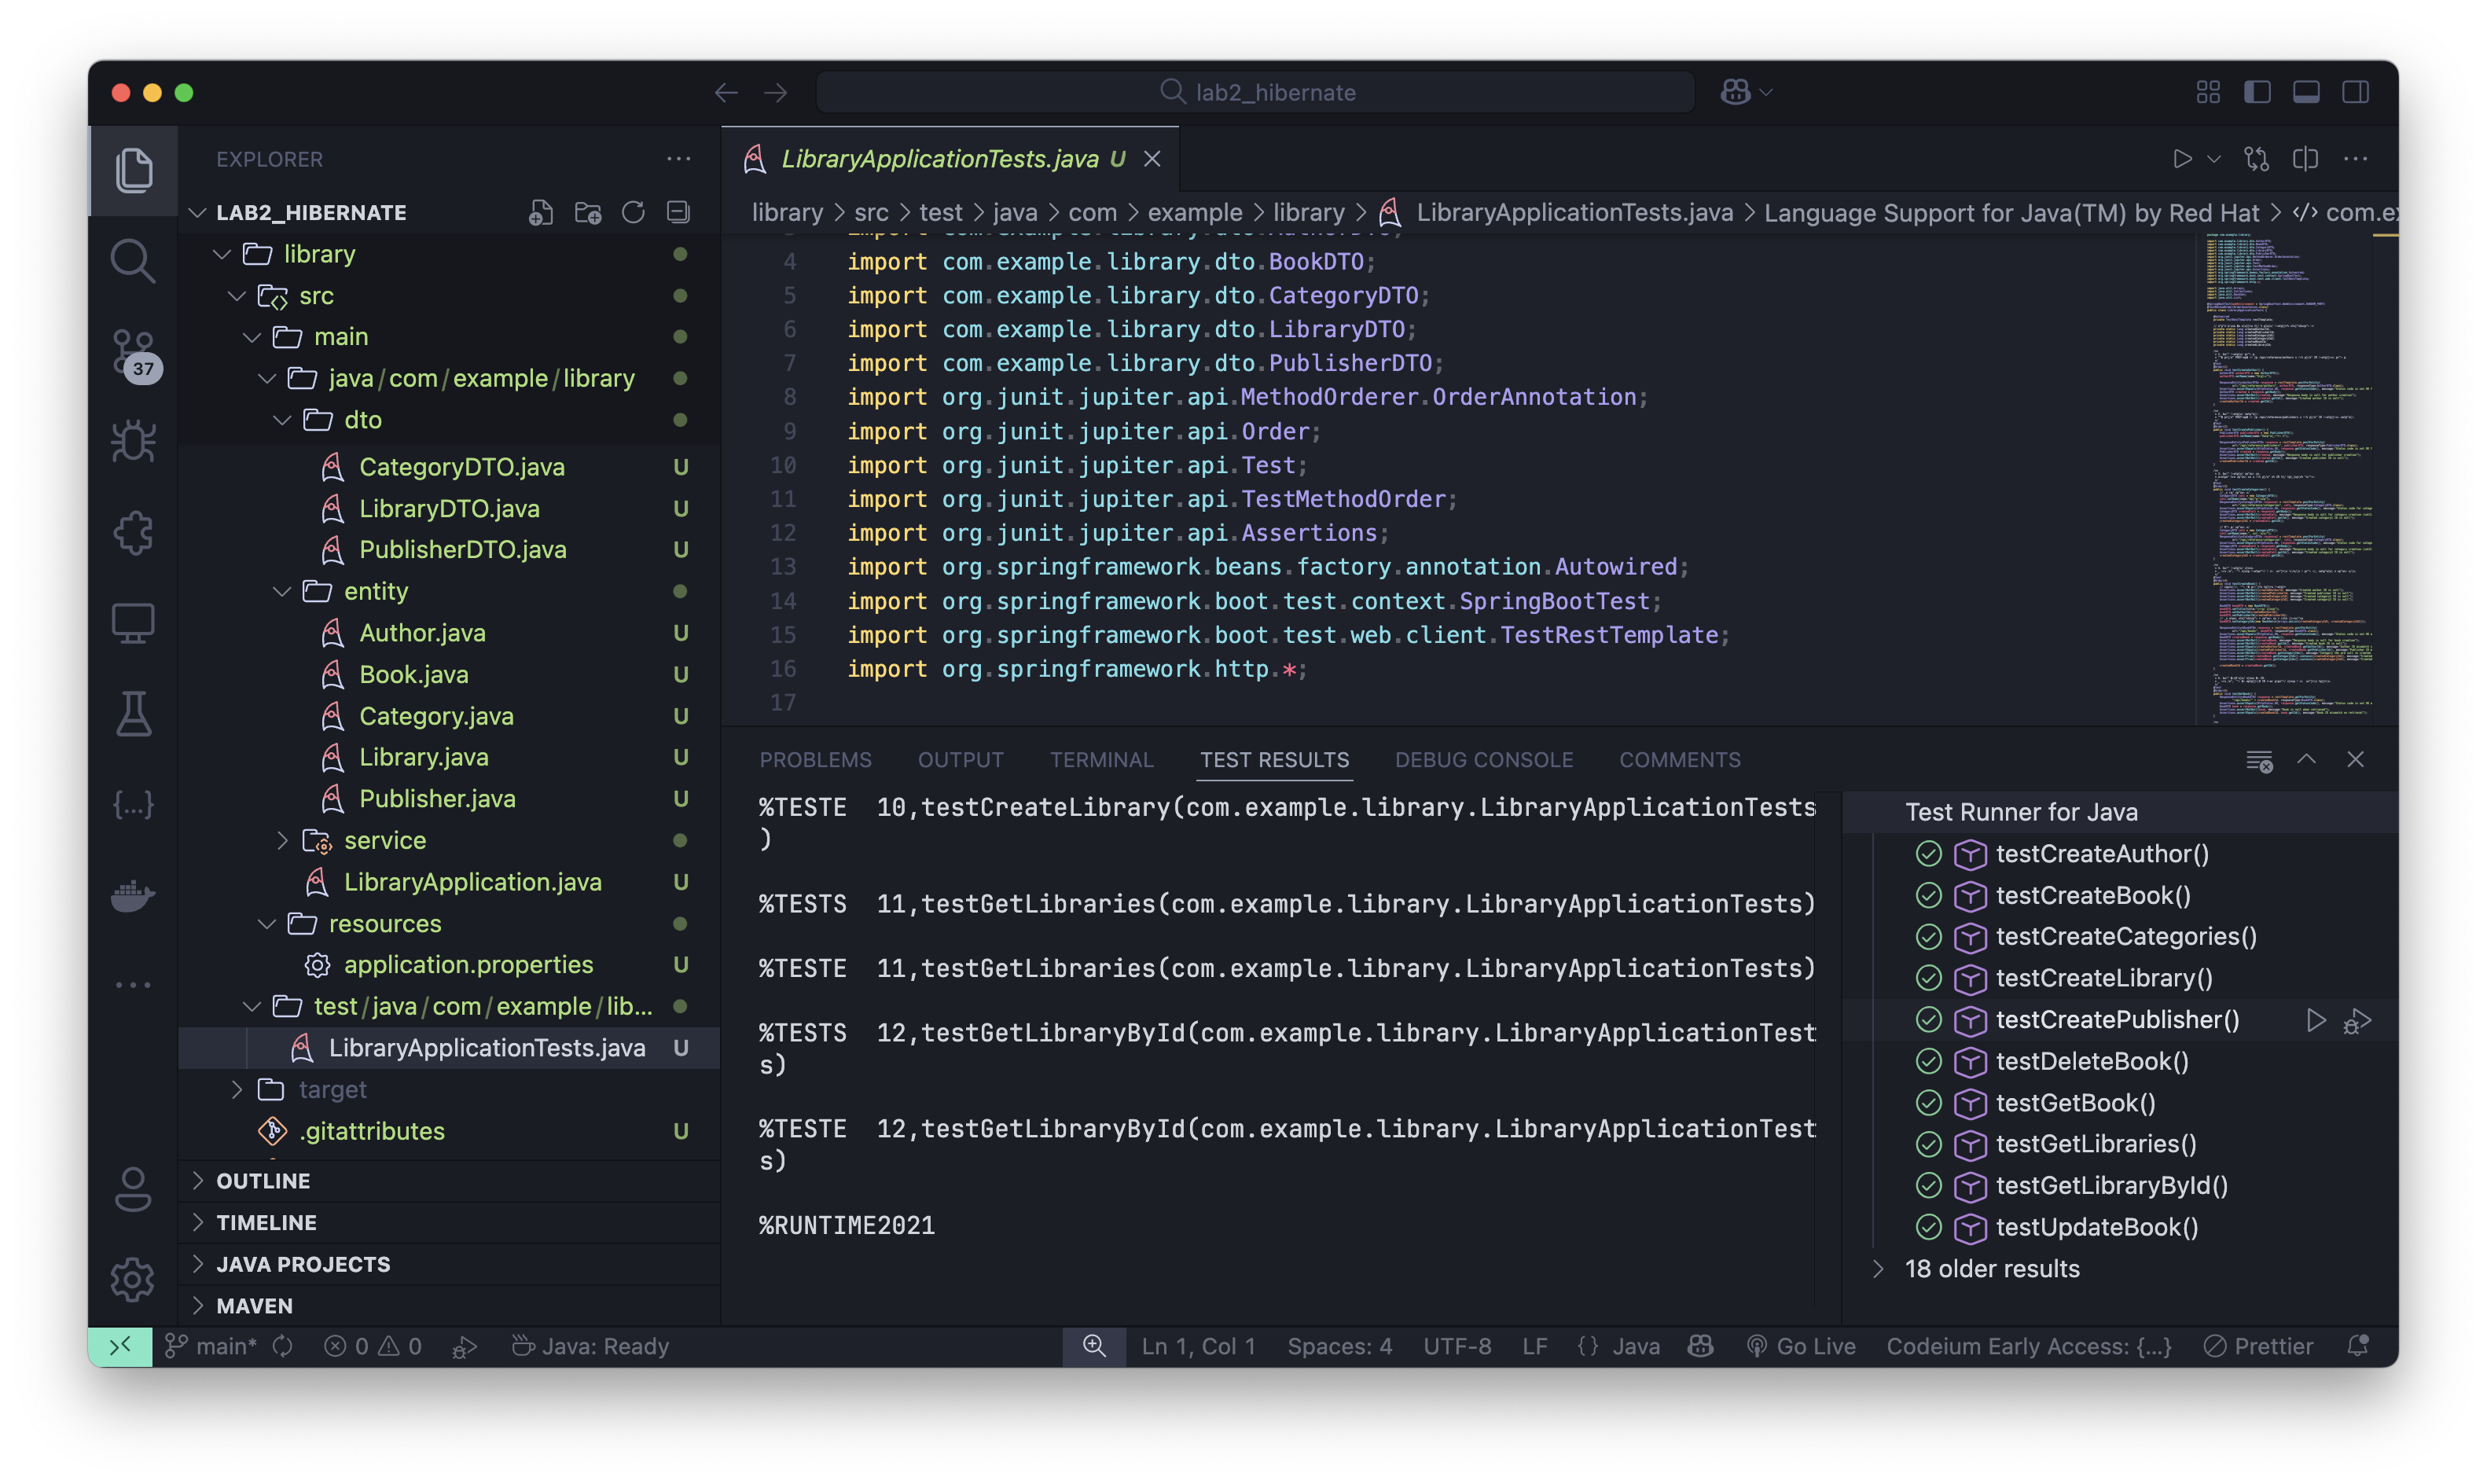 lab2_hibernate
EXPLORER
LAB2_HIBERNATE
library
src
main
java/com/example/library
dto
CategoryDTO.java U
LibraryDTO.java U
PublisherDTO.java U
entity
Author.java U
Book.java U
Category.java U
Library.java U
Publisher.java U
service
LibraryApplication.java U
resources
application.properties U
test/java/com/example/lib...
LibraryApplicationTests.java U
target
.gitattributes U
OUTLINE
TIMELINE
JAVA PROJECTS
MAVEN
37
LibraryApplicationTests.java U
library > src > test > java > com > example > library > LibraryApplicationTests.java > Language Support for Java(TM) by Red Hat > com.ex
4 import com.example.library.dto.BookDTO;
5 import com.example.library.dto.CategoryDTO;
6 import com.example.library.dto.LibraryDTO;
7 import com.example.library.dto.PublisherDTO;
8 import org.junit.jupiter.api.MethodOrderer.OrderAnnotation;
9 import org.junit.jupiter.api.Order;
10 import org.junit.jupiter.api.Test;
11 import org.junit.jupiter.api.TestMethodOrder;
12 import org.junit.jupiter.api.Assertions;
13 import org.springframework.beans.factory.annotation.Autowired;
14 import org.springframework.boot.test.context.SpringBootTest;
15 import org.springframework.boot.test.web.client.TestRestTemplate;
16 import org.springframework.http.*;
17
PROBLEMS OUTPUT TERMINAL TEST RESULTS DEBUG CONSOLE COMMENTS
%TESTE 10,testCreateLibrary(com.example.library.LibraryApplicationTests
)
%TESTS 11,testGetLibraries(com.example.library.LibraryApplicationTests)
%TESTE 11,testGetLibraries(com.example.library.LibraryApplicationTests)
%TESTS 12,testGetLibraryById(com.example.library.LibraryApplicationTest
s)
%TESTE 12,testGetLibraryById(com.example.library.LibraryApplicationTest
s)
%RUNTIME2021
Test Runner for Java
testCreateAuthor()
testCreateBook()
testCreateCategories()
testCreateLibrary()
testCreatePublisher()
testDeleteBook()
testGetBook()
testGetLibraries()
testGetLibraryById()
testUpdateBook()
18 older results
main* 0 0 Java: Ready Ln 1, Col 1 Spaces: 4 UTF-8 LF {} Java Go Live Codeium Early Access: {...} Prettier